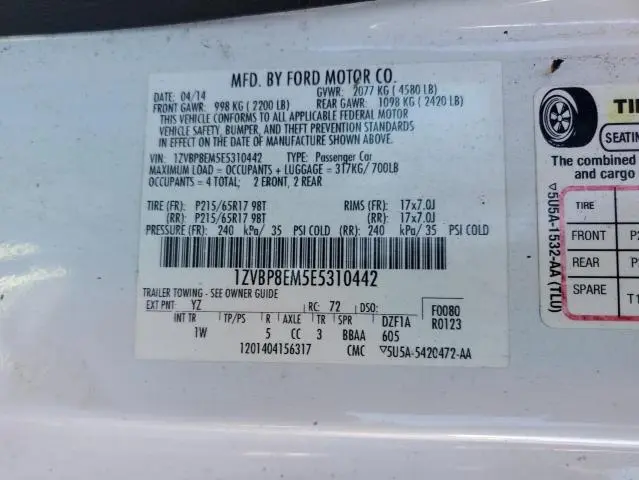 MFD. BY FORD MOTOR CO.
DATE: 04/14 GVWR: 2077 KG ( 4580 LB)
FRONT GAWR: 998 KG ( 2200 LB) REAR GAWR: 1098 KG ( 2420 LB)
THIS VEHICLE CONFORMS TO ALL APPLICABLE FEDERAL MOTOR
VEHICLE SAFETY, BUMPER, AND THEFT PREVENTION STANDARDS
IN EFFECT ON THE DATE OF MANUFACTURE SHOWN ABOVE.
VIN: 1ZVBP8EM5E5310442 TYPE: Passenger Car
MAXIMUM LOAD = OCCUPANTS + LUGGAGE = 317KG/ 700LB
OCCUPANTS = 4 TOTAL; 2 FRONT, 2 REAR
TIRE (FR): P215/65R17 98T RIMS (FR): 17x7.0J
(RR): P215/65R17 98T (RR): 17x7.0J
PRESSURE (FR): 240 kPa/ 35 PSI COLD (RR): 240 kPa/ 35 PSI COLD
1ZVBP8EM5E5310442
TRAILER TOWING - SEE OWNER GUIDE
EXT PNT: YZ RC: 72 DSO: F0080
INT TR TP/PS R AXLE TR SPR DZF1A R0123
1W 5 CC 3 BBAA 605
1201404156317 CMC ▽5U5A-5420472-AA
TI
SEATIN
The combined
and cargo
TIRE
FRONT P2
REAR P
SPARE T1
▽5U5A-1532-AA (TLU)